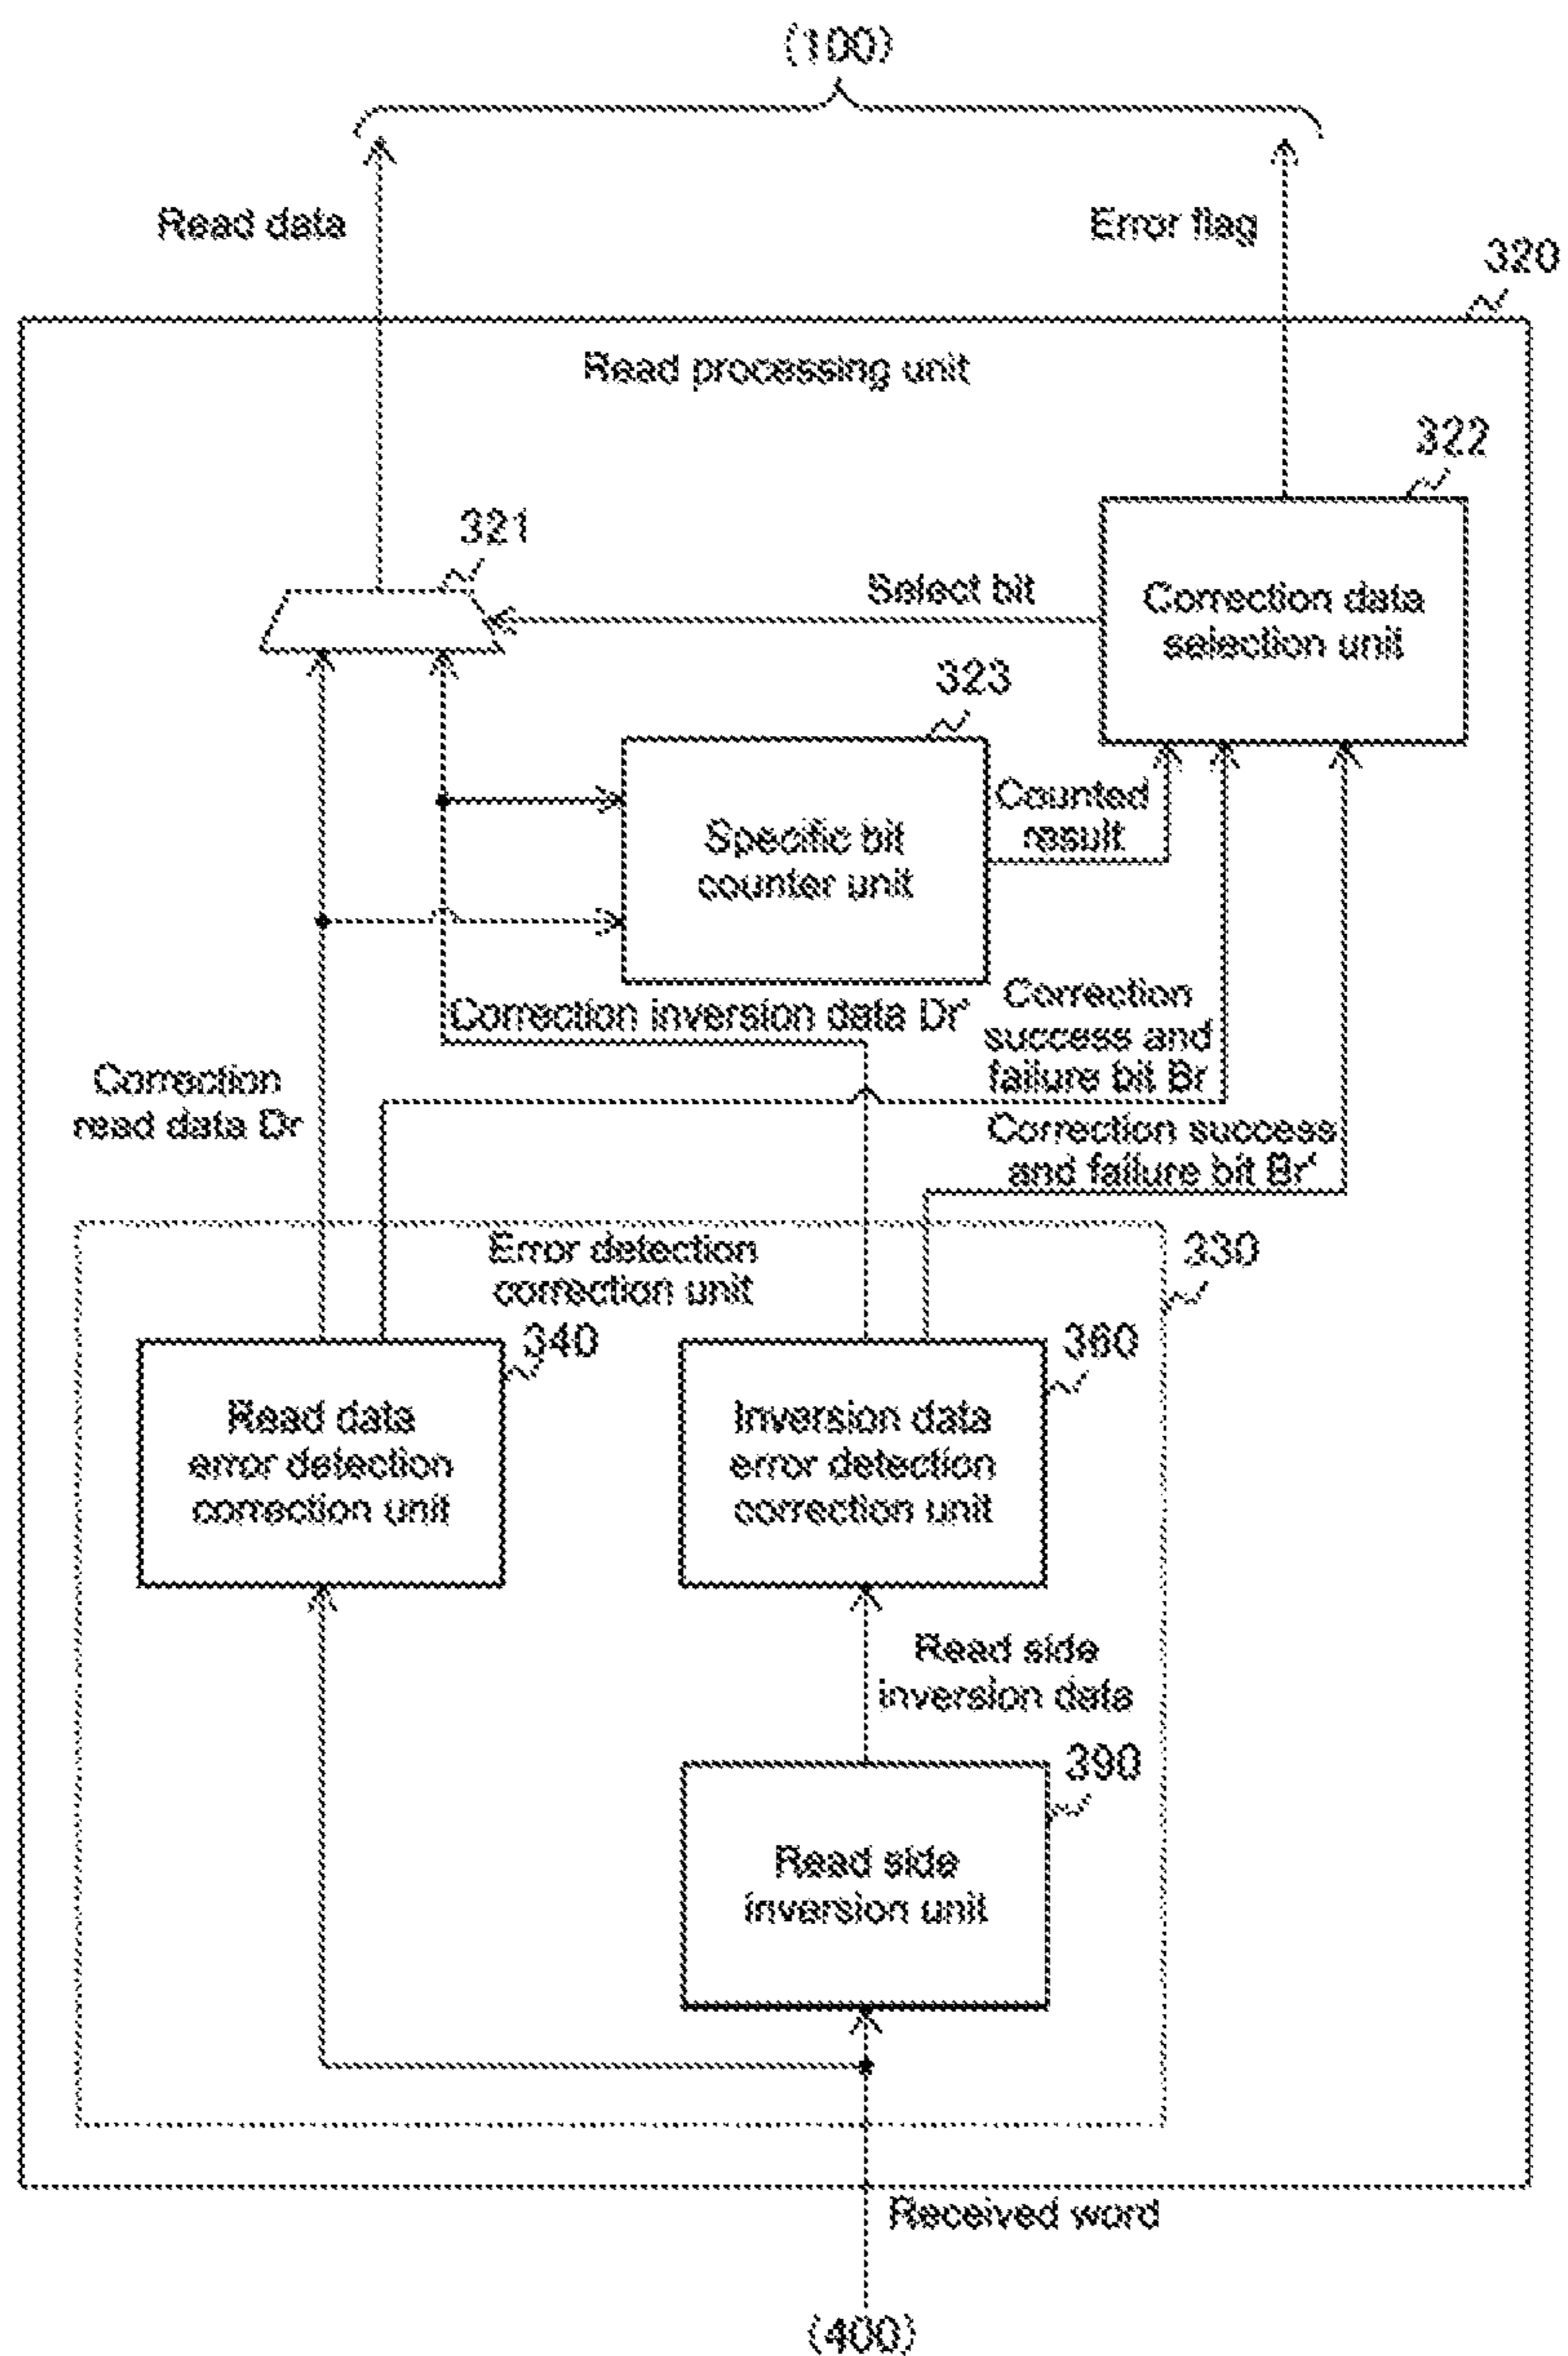 (100)
Read data
Error flag
320
Read processing unit
322
321
Select bit
Correction data
selection unit
323
Counted
result
Specific bit
counter unit
Correction inversion data Dr'
Correction
success and
failure bit Br
Correction
read data Dr
Correction success
and failure bit Br'
Error detection
correction unit
330
340
360
Read data
error detection
correction unit
Inversion data
error detection
correction unit
Read side
inversion data
390
Read side
inversion unit
Received word
(400)